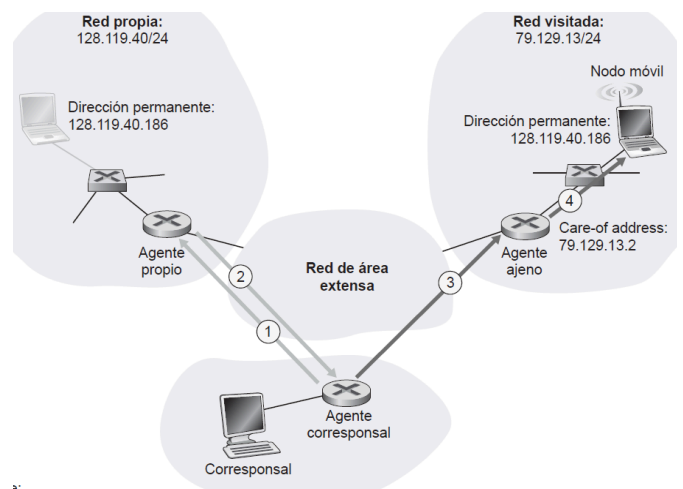 Red propia:
128.119.40/24
Red visitada:
79.129.13/24
Nodo móvil
Dirección permanente:
128.119.40.186
Dirección permanente:
128.119.40.186
4
Care-of address:
79.129.13.2
Agente
propio
Agente
ajeno
2
Red de área
extensa
3
1
Agente
corresponsal
Corresponsal